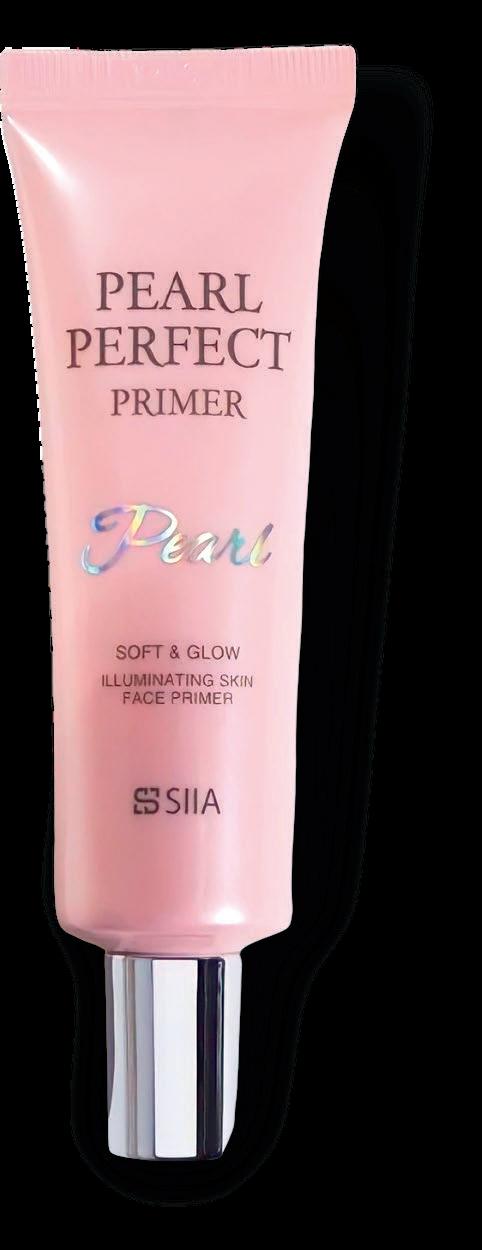 PEARL
PERFECT
PRIMER
Pearl
SOFT & GLOW
ILLUMINATING SKIN
FACE PRIMER
SIIA